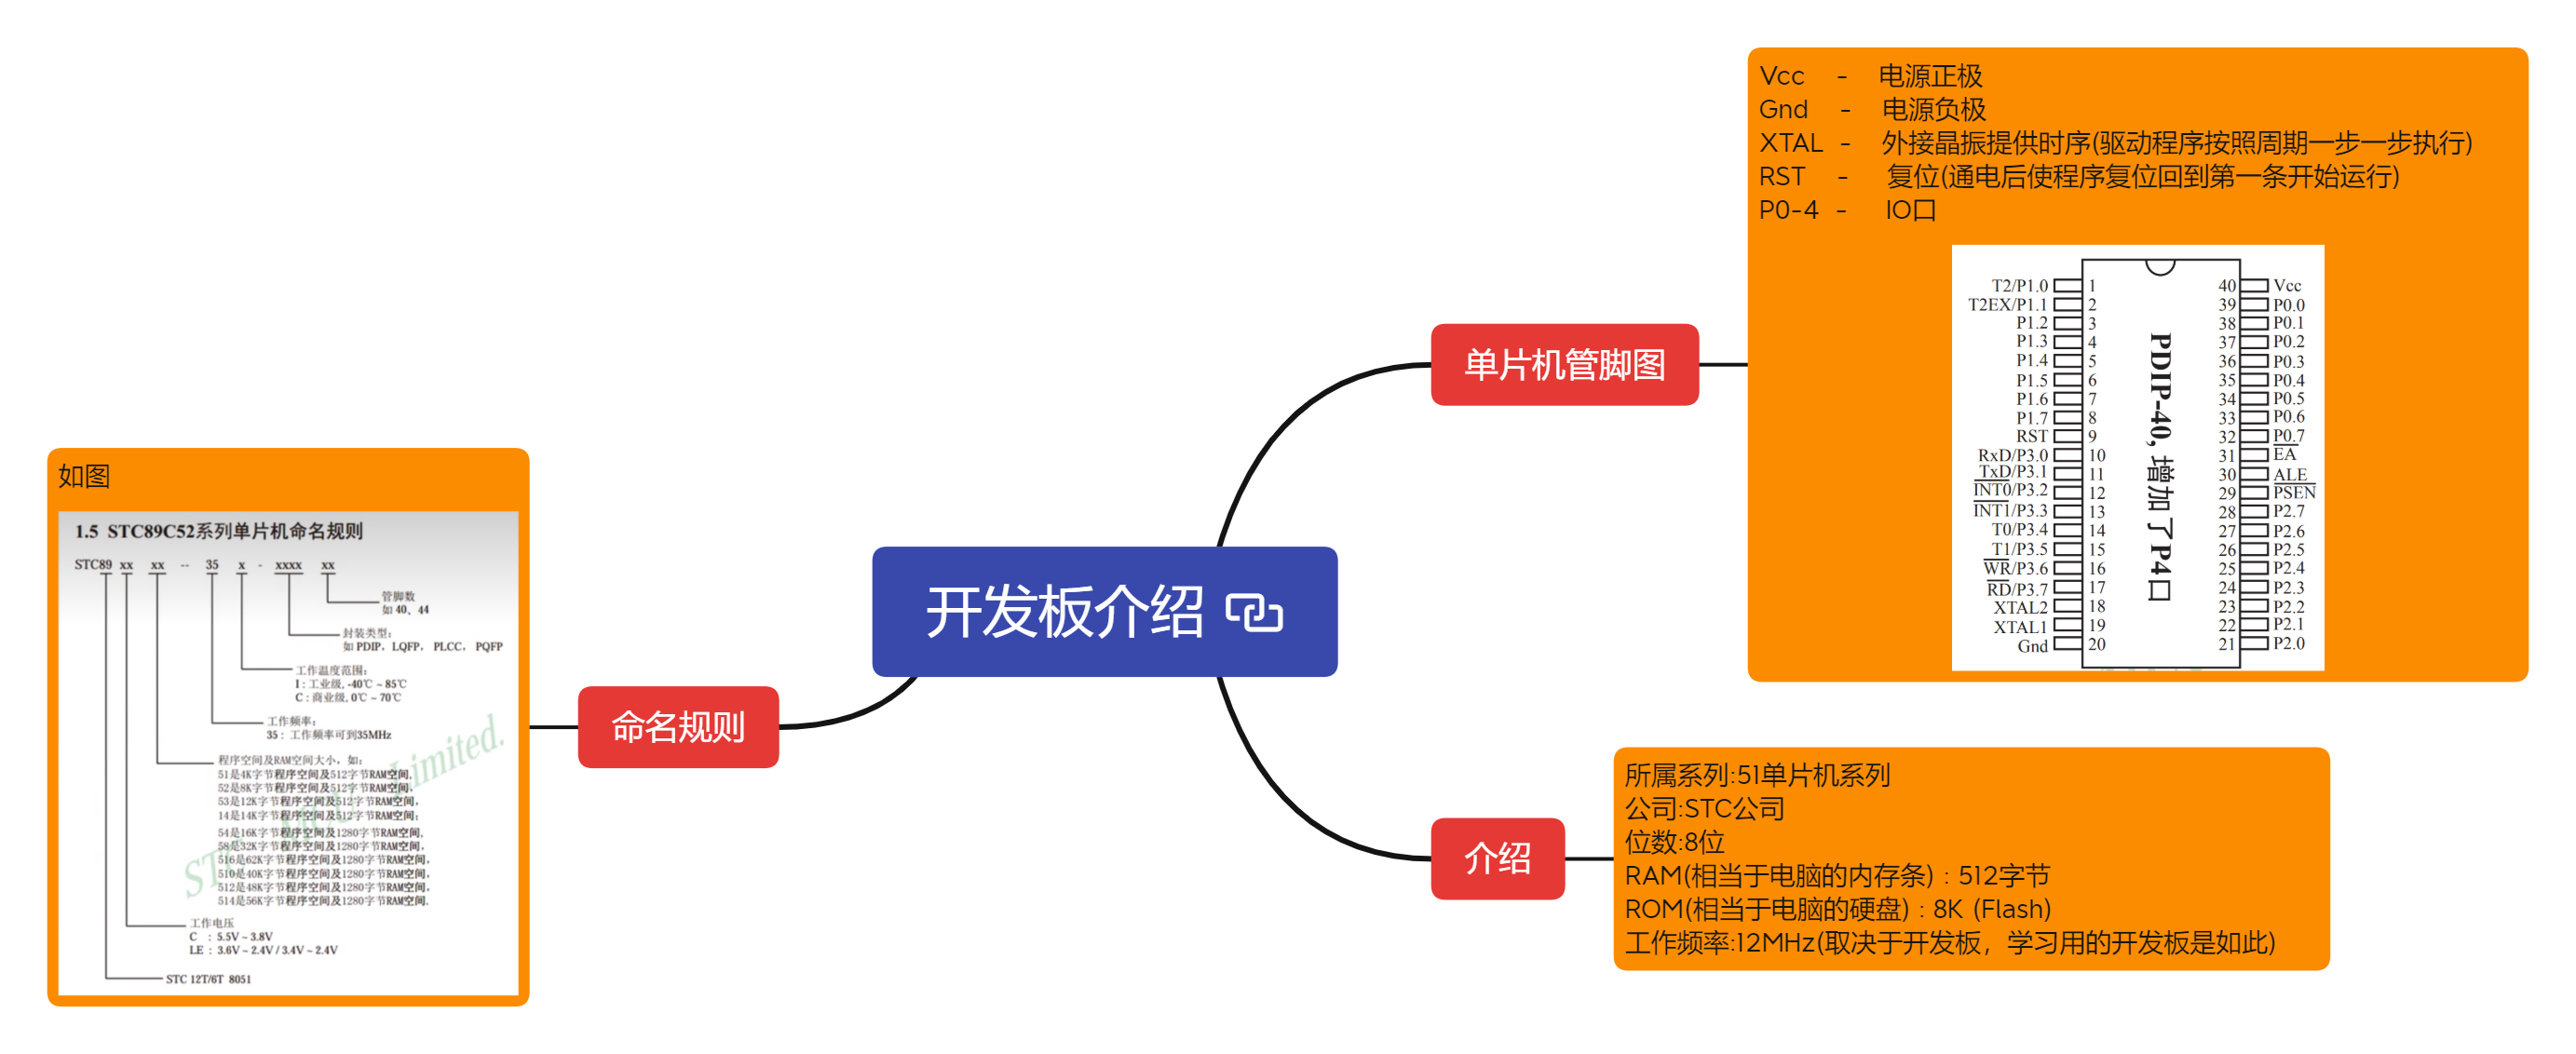 Vcc - 电源正极
Gnd - 电源负极
XTAL - 外接晶振提供时序(驱动程序按照周期一步一步执行)
RST - 复位(通电后使程序复位回到第一条开始运行)
P0-4 - IO口
T2/P1.0 1 40 Vcc
T2EX/P1.1 2 39 P0.0
P1.2 3 38 P0.1
P1.3 4 37 P0.2
P1.4 5 36 P0.3
P1.5 6 35 P0.4
P1.6 7 34 P0.5
P1.7 8 33 P0.6
RST 9 32 P0.7
RxD/P3.0 10 31 EA
TxD/P3.1 11 30 ALE
INT0/P3.2 12 29 PSEN
INT1/P3.3 13 28 P2.7
T0/P3.4 14 27 P2.6
T1/P3.5 15 26 P2.5
WR/P3.6 16 25 P2.4
RD/P3.7 17 24 P2.3
XTAL2 18 23 P2.2
XTAL1 19 22 P2.1
Gnd 20 21 P2.0
PDIP-40, 增加了P4口
单片机管脚图
开发板介绍
命名规则
如图
1.5 STC89C52系列单片机命名规则
STC89 xx xx -- 35 x - xxxx xx
管脚数
如 40、44
封装类型:
如 PDIP, LQFP, PLCC, PQFP
工作温度范围:
I : 工业级, -40℃ ~ 85℃
C : 商业级, 0℃ ~ 70℃
工作频率:
35 : 工作频率可到35MHz
程序空间及RAM空间大小, 如:
51是4K字节程序空间及512字节RAM空间,
52是8K字节程序空间及512字节RAM空间,
53是12K字节程序空间及512字节RAM空间,
14是14K字节程序空间及512字节RAM空间;
54是16K字节程序空间及1280字节RAM空间,
58是32K字节程序空间及1280字节RAM空间,
516是62K字节程序空间及1280字节RAM空间,
510是40K字节程序空间及1280字节RAM空间,
512是48K字节程序空间及1280字节RAM空间,
514是56K字节程序空间及1280字节RAM空间.
工作电压
C : 5.5V ~ 3.8V
LE : 3.6V ~ 2.4V / 3.4V ~ 2.4V
STC 12T/6T 8051
STC MCU Limited.
介绍
所属系列:51单片机系列
公司:STC公司
位数:8位
RAM(相当于电脑的内存条) : 512字节
ROM(相当于电脑的硬盘) : 8K (Flash)
工作频率:12MHz(取决于开发板，学习用的开发板是如此)